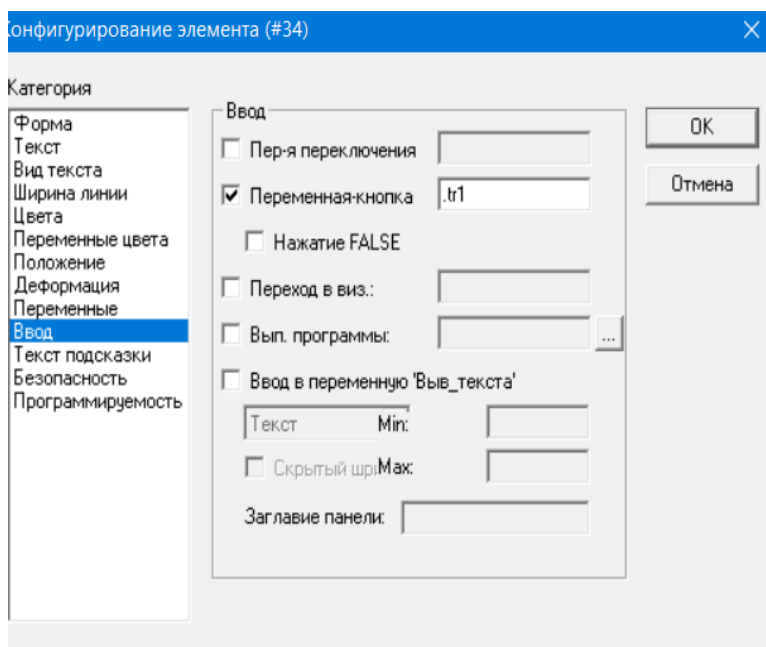 Конфигурирование элемента (#34)
Категория
Форма
Текст
Вид текста
Ширина линии
Цвета
Переменные цвета
Положение
Деформация
Переменные
Ввод
Текст подсказки
Безопасность
Программируемость
Ввод
Пер-я переключения
Переменная-кнопка .tr1
Нажатие FALSE
Переход в виз.:
Вып. программы: ...
Ввод в переменную 'Выв_текста'
Текст Min:
Скрытый шри Max:
Заглавие панели:
OK
Отмена